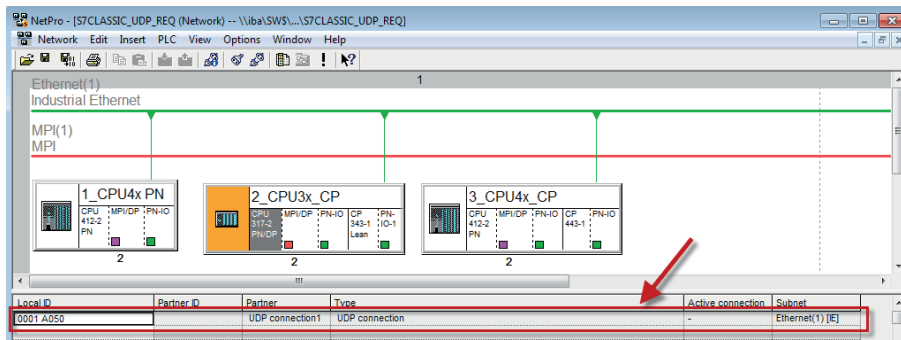 NetPro - [S7CLASSIC_UDP_REQ (Network) -- \\iba\SWS\...\S7CLASSIC_UDP_REQ]
Network Edit Insert PLC View Options Window Help
1
Ethernet(1)
Industrial Ethernet
MPI(1)
MPI
1_CPU4x PN
CPU 412-2 PN
MPI/DP
PN-IO
2
2_CPU3x_CP
CPU 317-2 PN/DP
MPI/DP
PN-IO
CP 343-1 Lean
PN-IO-1
2
3_CPU4x_CP
CPU 412-2 PN
MPI/DP
PN-IO
CP 443-1
PN-IO
2
Local ID Partner ID Partner Type Active connection Subnet
0001 A050 UDP connection1 UDP connection - Ethernet(1) [IE]